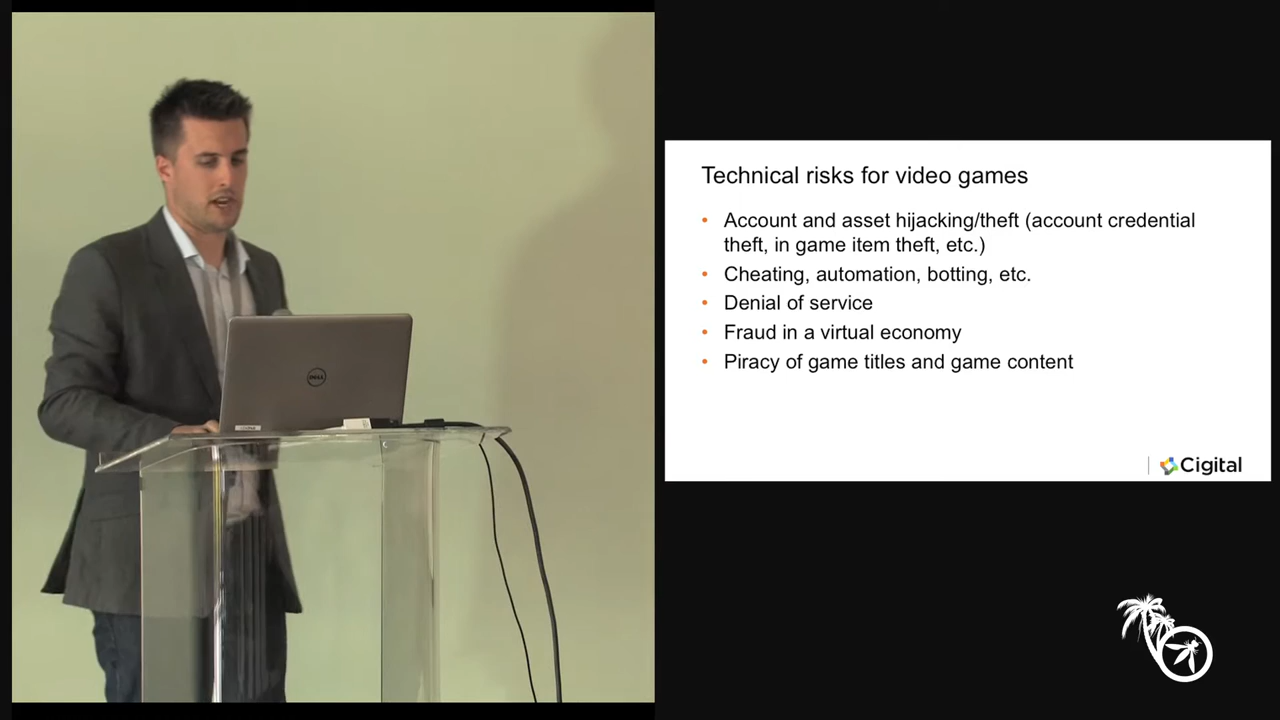 Technical risks for video games
• Account and asset hijacking/theft (account credential
theft, in game item theft, etc.)
• Cheating, automation, botting, etc.
• Denial of service
• Fraud in a virtual economy
• Piracy of game titles and game content
Cigital
DELL